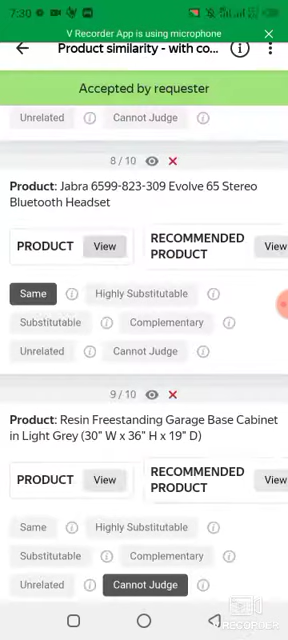 7:30
V Recorder App is using microphone
Product similarity - with co...
Accepted by requester
Unrelated Cannot Judge
8 / 10
Product: Jabra 6599-823-309 Evolve 65 Stereo
Bluetooth Headset
PRODUCT View RECOMMENDED PRODUCT View
Same Highly Substitutable
Substitutable Complementary
Unrelated Cannot Judge
9 / 10
Product: Resin Freestanding Garage Base Cabinet
in Light Grey (30" W x 36" H x 19" D)
PRODUCT View RECOMMENDED PRODUCT View
Same Highly Substitutable
Substitutable Complementary
Unrelated Cannot Judge